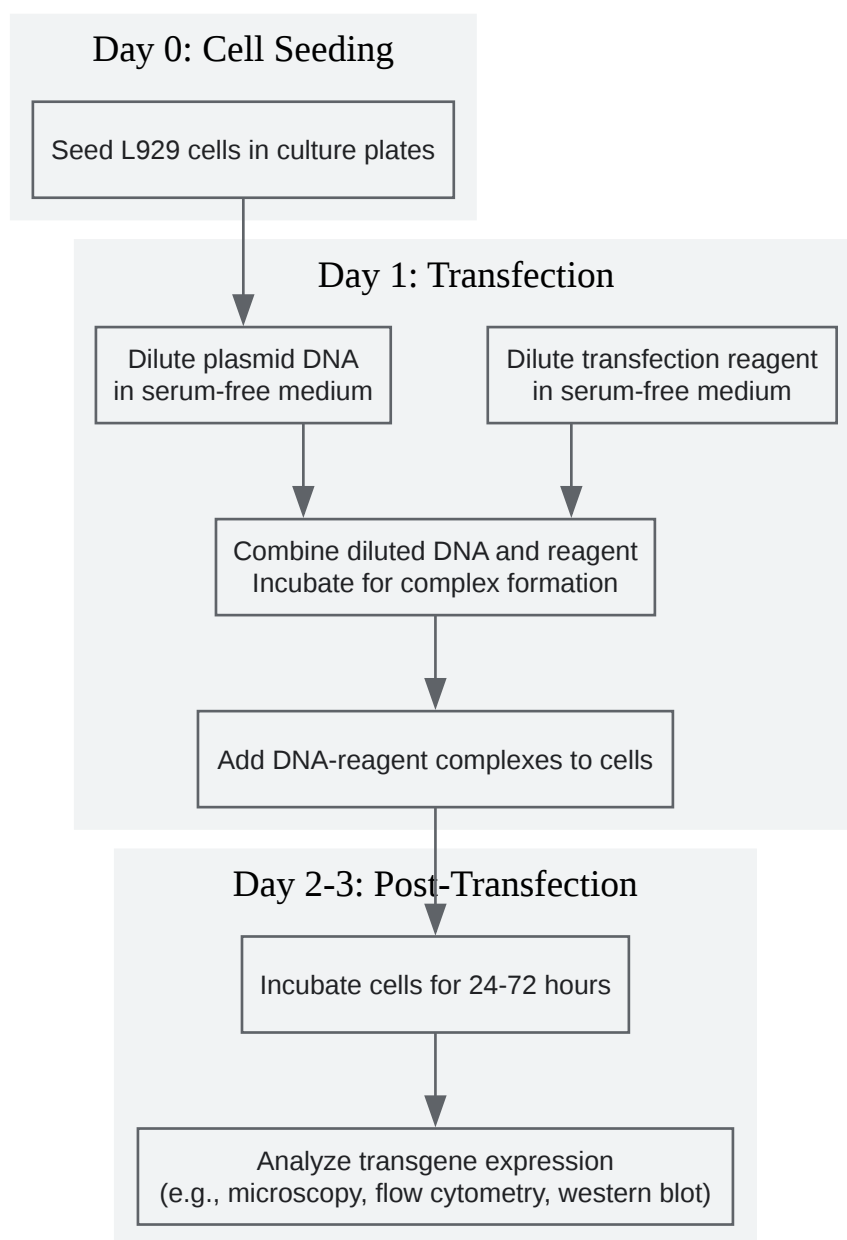 Day 0: Cell Seeding
Seed L929 cells in culture plates
Day 1: Transfection
Dilute plasmid DNA
in serum-free medium
Dilute transfection reagent
in serum-free medium
Combine diluted DNA and reagent
Incubate for complex formation
Add DNA-reagent complexes to cells
Day 2-3: Post-Transfection
Incubate cells for 24-72 hours
Analyze transgene expression
(e.g., microscopy, flow cytometry, western blot)